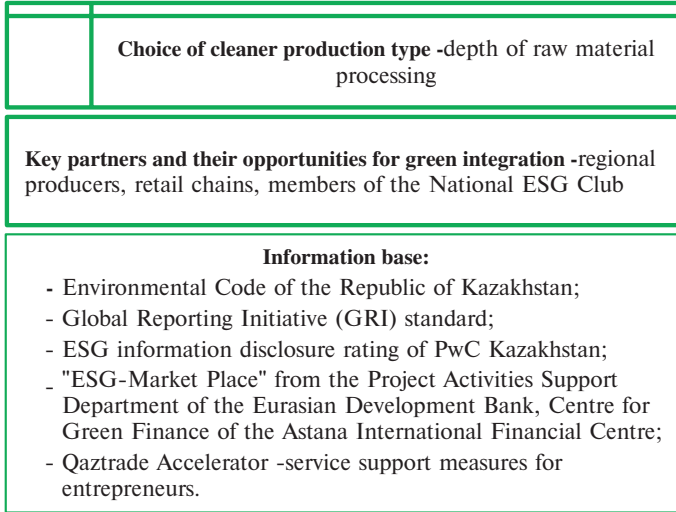 Choice of cleaner production type -depth of raw material
processing
Key partners and their opportunities for green integration -regional
producers, retail chains, members of the National ESG Club
Information base:
- Environmental Code of the Republic of Kazakhstan;
- Global Reporting Initiative (GRI) standard;
- ESG information disclosure rating of PwC Kazakhstan;
- "ESG-Market Place" from the Project Activities Support
Department of the Eurasian Development Bank, Centre for
Green Finance of the Astana International Financial Centre;
- Qaztrade Accelerator -service support measures for
entrepreneurs.